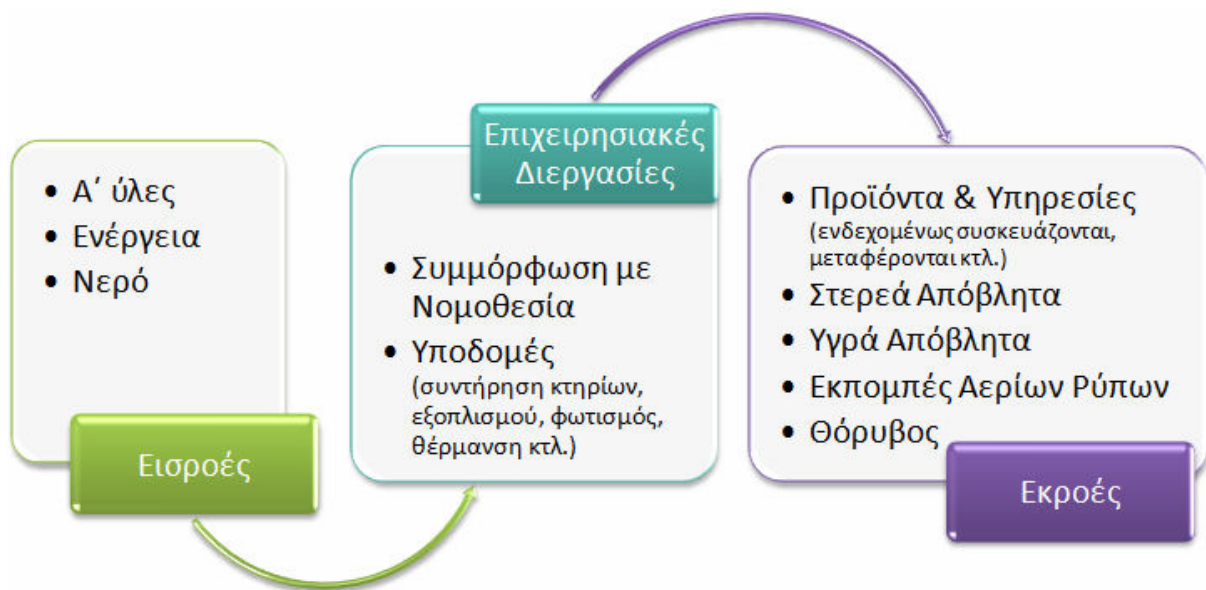 • Α΄ ύλες
• Ενέργεια
• Νερό
Εισροές
Επιχειρησιακές
Διεργασίες
• Συμμόρφωση με
Νομοθεσία
• Υποδομές
(συντήρηση κτηρίων,
εξοπλισμού, φωτισμός,
θέρμανση κτλ.)
• Προϊόντα & Υπηρεσίες
(ενδεχομένως συσκευάζονται,
μεταφέρονται κτλ.)
• Στερεά Απόβλητα
• Υγρά Απόβλητα
• Εκπομπές Αερίων Ρύπων
• Θόρυβος
Εκροές